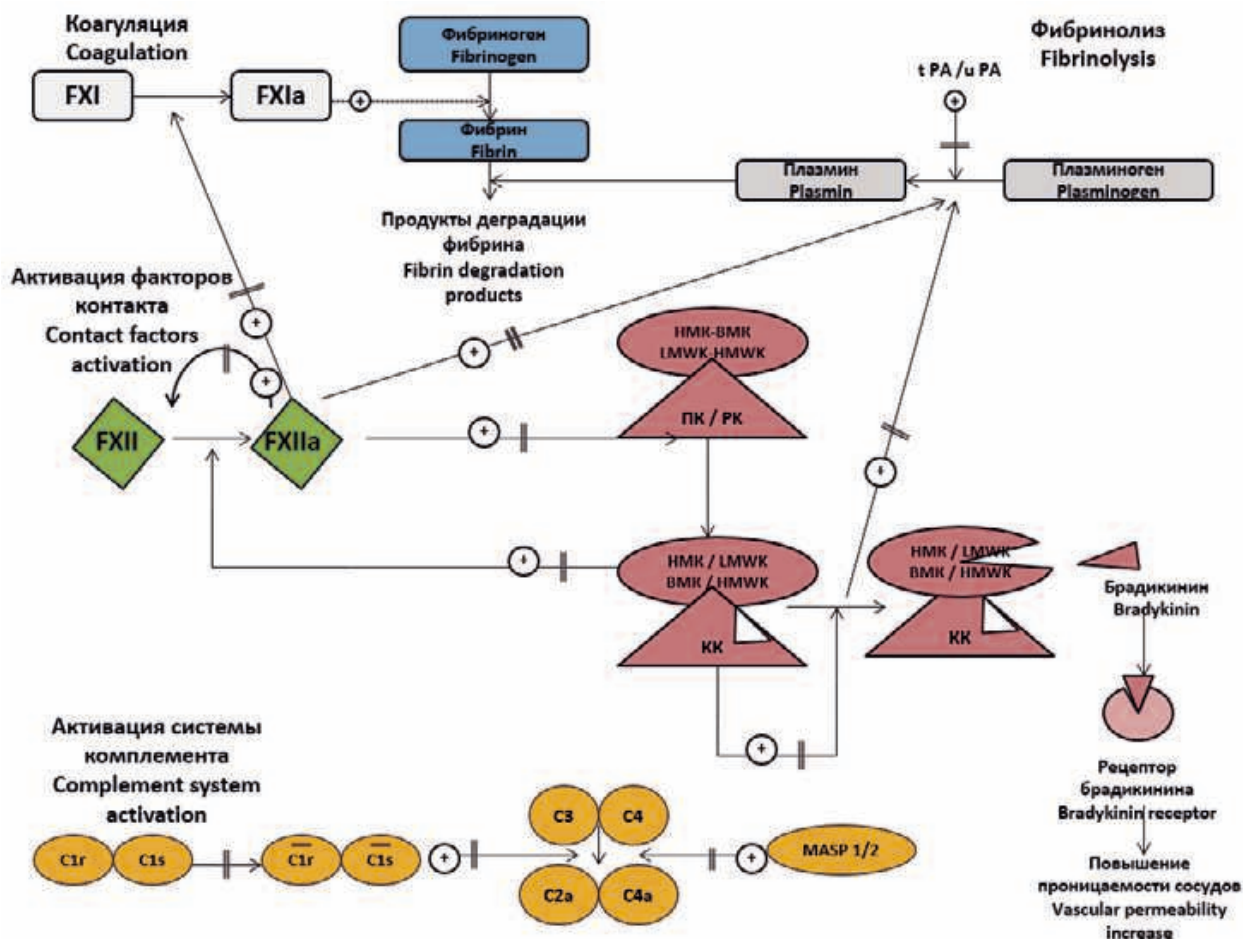 Коагуляция
Coagulation
FXI
FXIa
+
Фибриноген
Fibrinogen
Фибрин
Fibrin
Фибринолиз
Fibrinolysis
t PA /u PA
+
Плазмин
Plasmin
Плазминоген
Plasminogen
Продукты деградации
фибрина
Fibrin degradation
products
Активация факторов
контакта
Contact factors
activation
+
+
+
FXII
FXIIa
+
НМК-ВМК
LMWK-HMWK
ПК / PK
+
НМК / LMWK
ВМК / HMWK
КК
+
НМК / LMWK
ВМК / HMWK
КК
Брадикинин
Bradykinin
+
Рецептор
брадикинина
Bradykinin receptor
Повышение
проницаемости сосудов
Vascular permeability
increase
Активация системы
комплемента
Complement system
activation
C1r
C1s
C1r
C1s
+
C3
C4
C2a
C4a
+
MASP 1/2